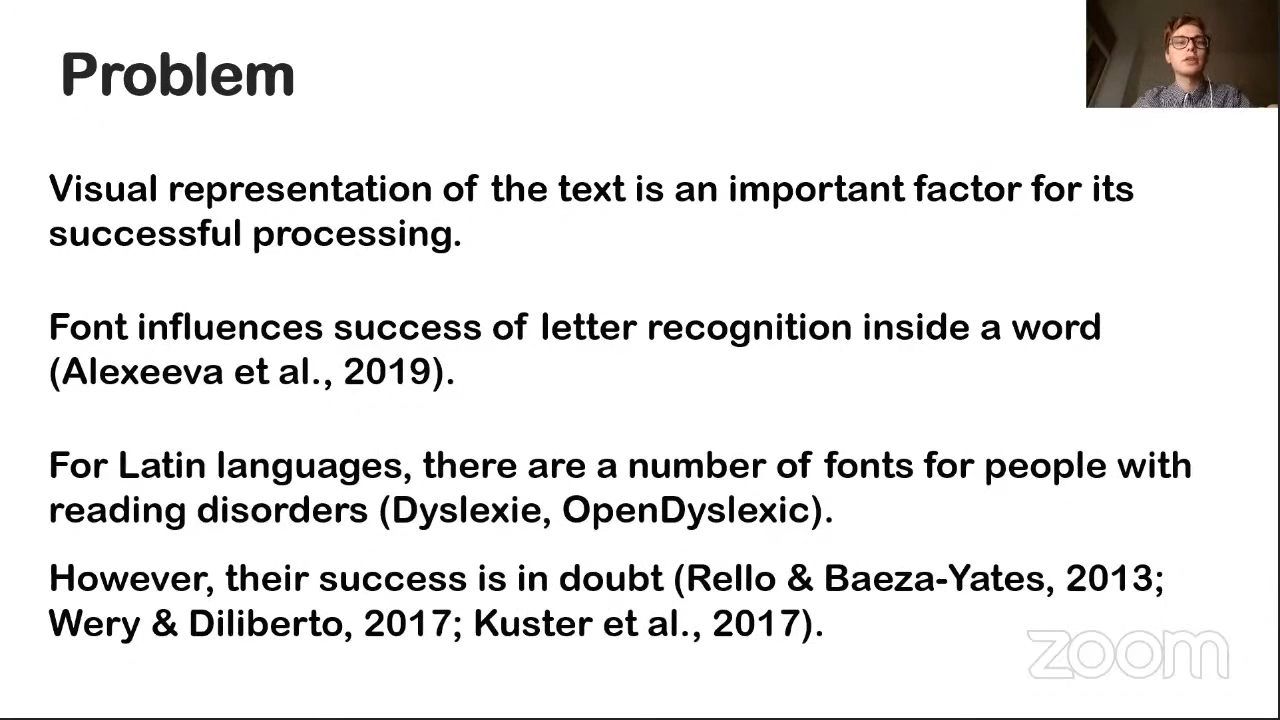 Problem
Visual representation of the text is an important factor for its
successful processing.
Font influences success of letter recognition inside a word
(Alexeeva et al., 2019).
For Latin languages, there are a number of fonts for people with
reading disorders (Dyslexie, OpenDyslexic).
However, their success is in doubt (Rello & Baeza-Yates, 2013;
Wery & Diliberto, 2017; Kuster et al., 2017).
zoom